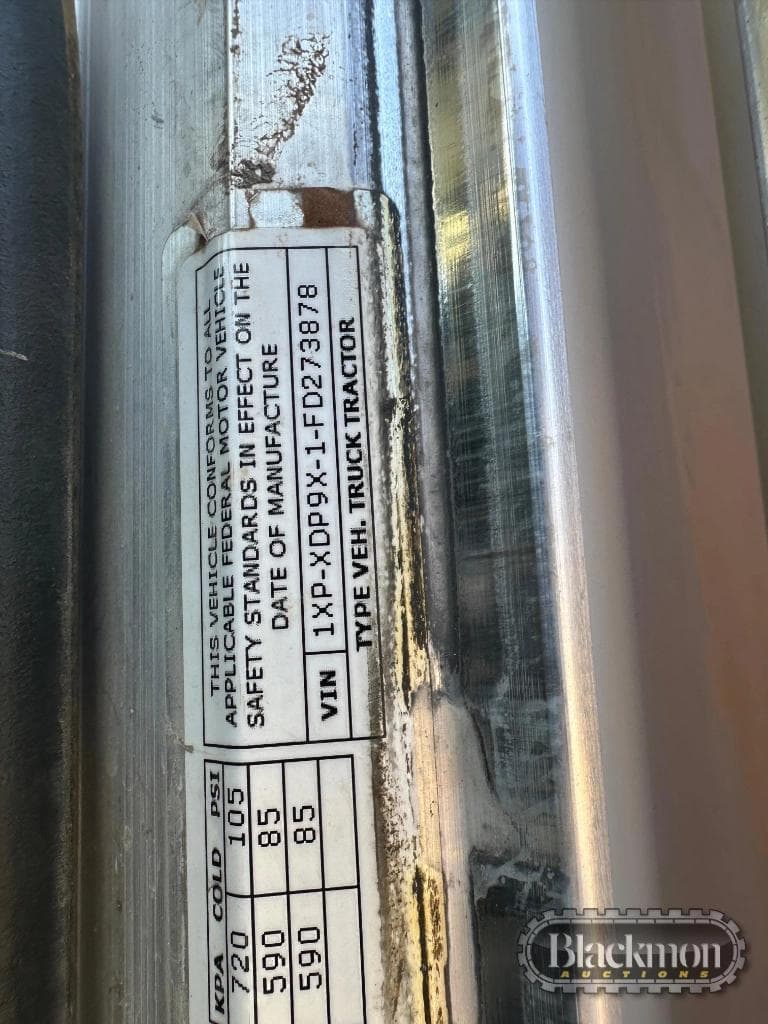 THIS VEHICLE CONFORMS TO ALL
APPLICABLE FEDERAL MOTOR VEHICLE
SAFETY STANDARDS IN EFFECT ON THE
DATE OF MANUFACTURE
VIN 1XP-XDP9X-1-FD273878
TYPE VEH. TRUCK TRACTOR
KPA COLD PSI
720 105
590 85
590 85
Blackmon
AUCTIONS